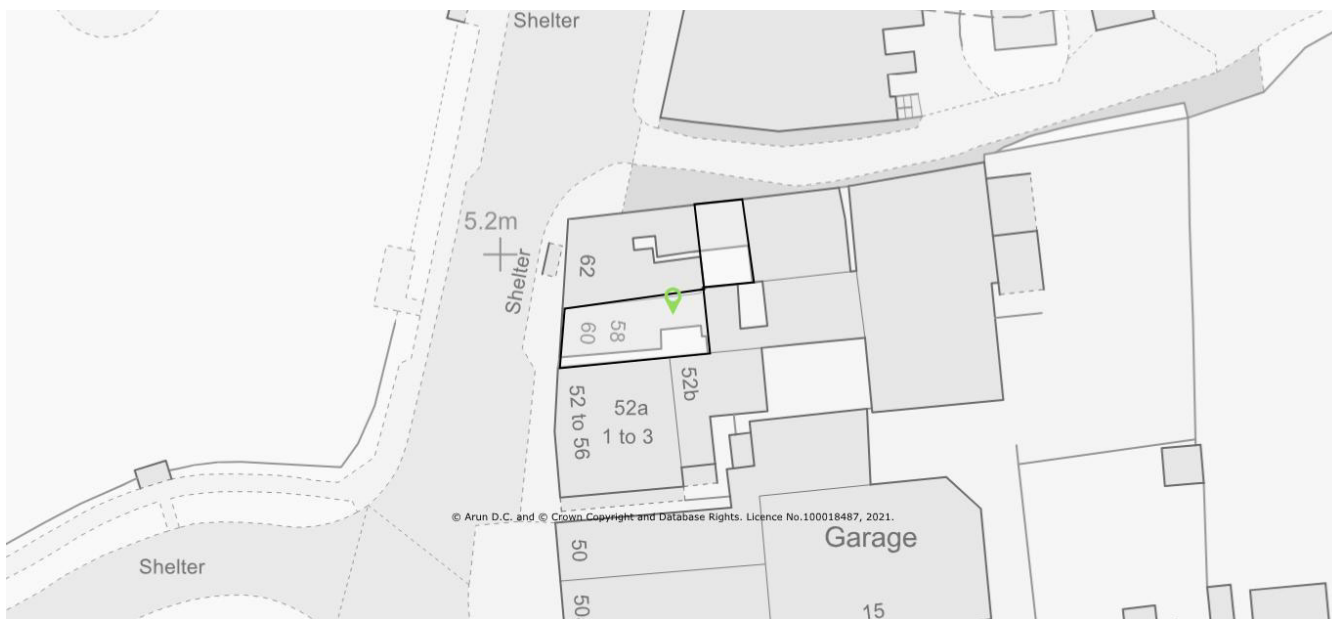 Shelter
5.2m
Shelter
62
58
60
52b
52 to 56
52a
1 to 3
© Arun D.C. and © Crown Copyright and Database Rights. Licence No.100018487, 2021.
50
Garage
Shelter
50
15